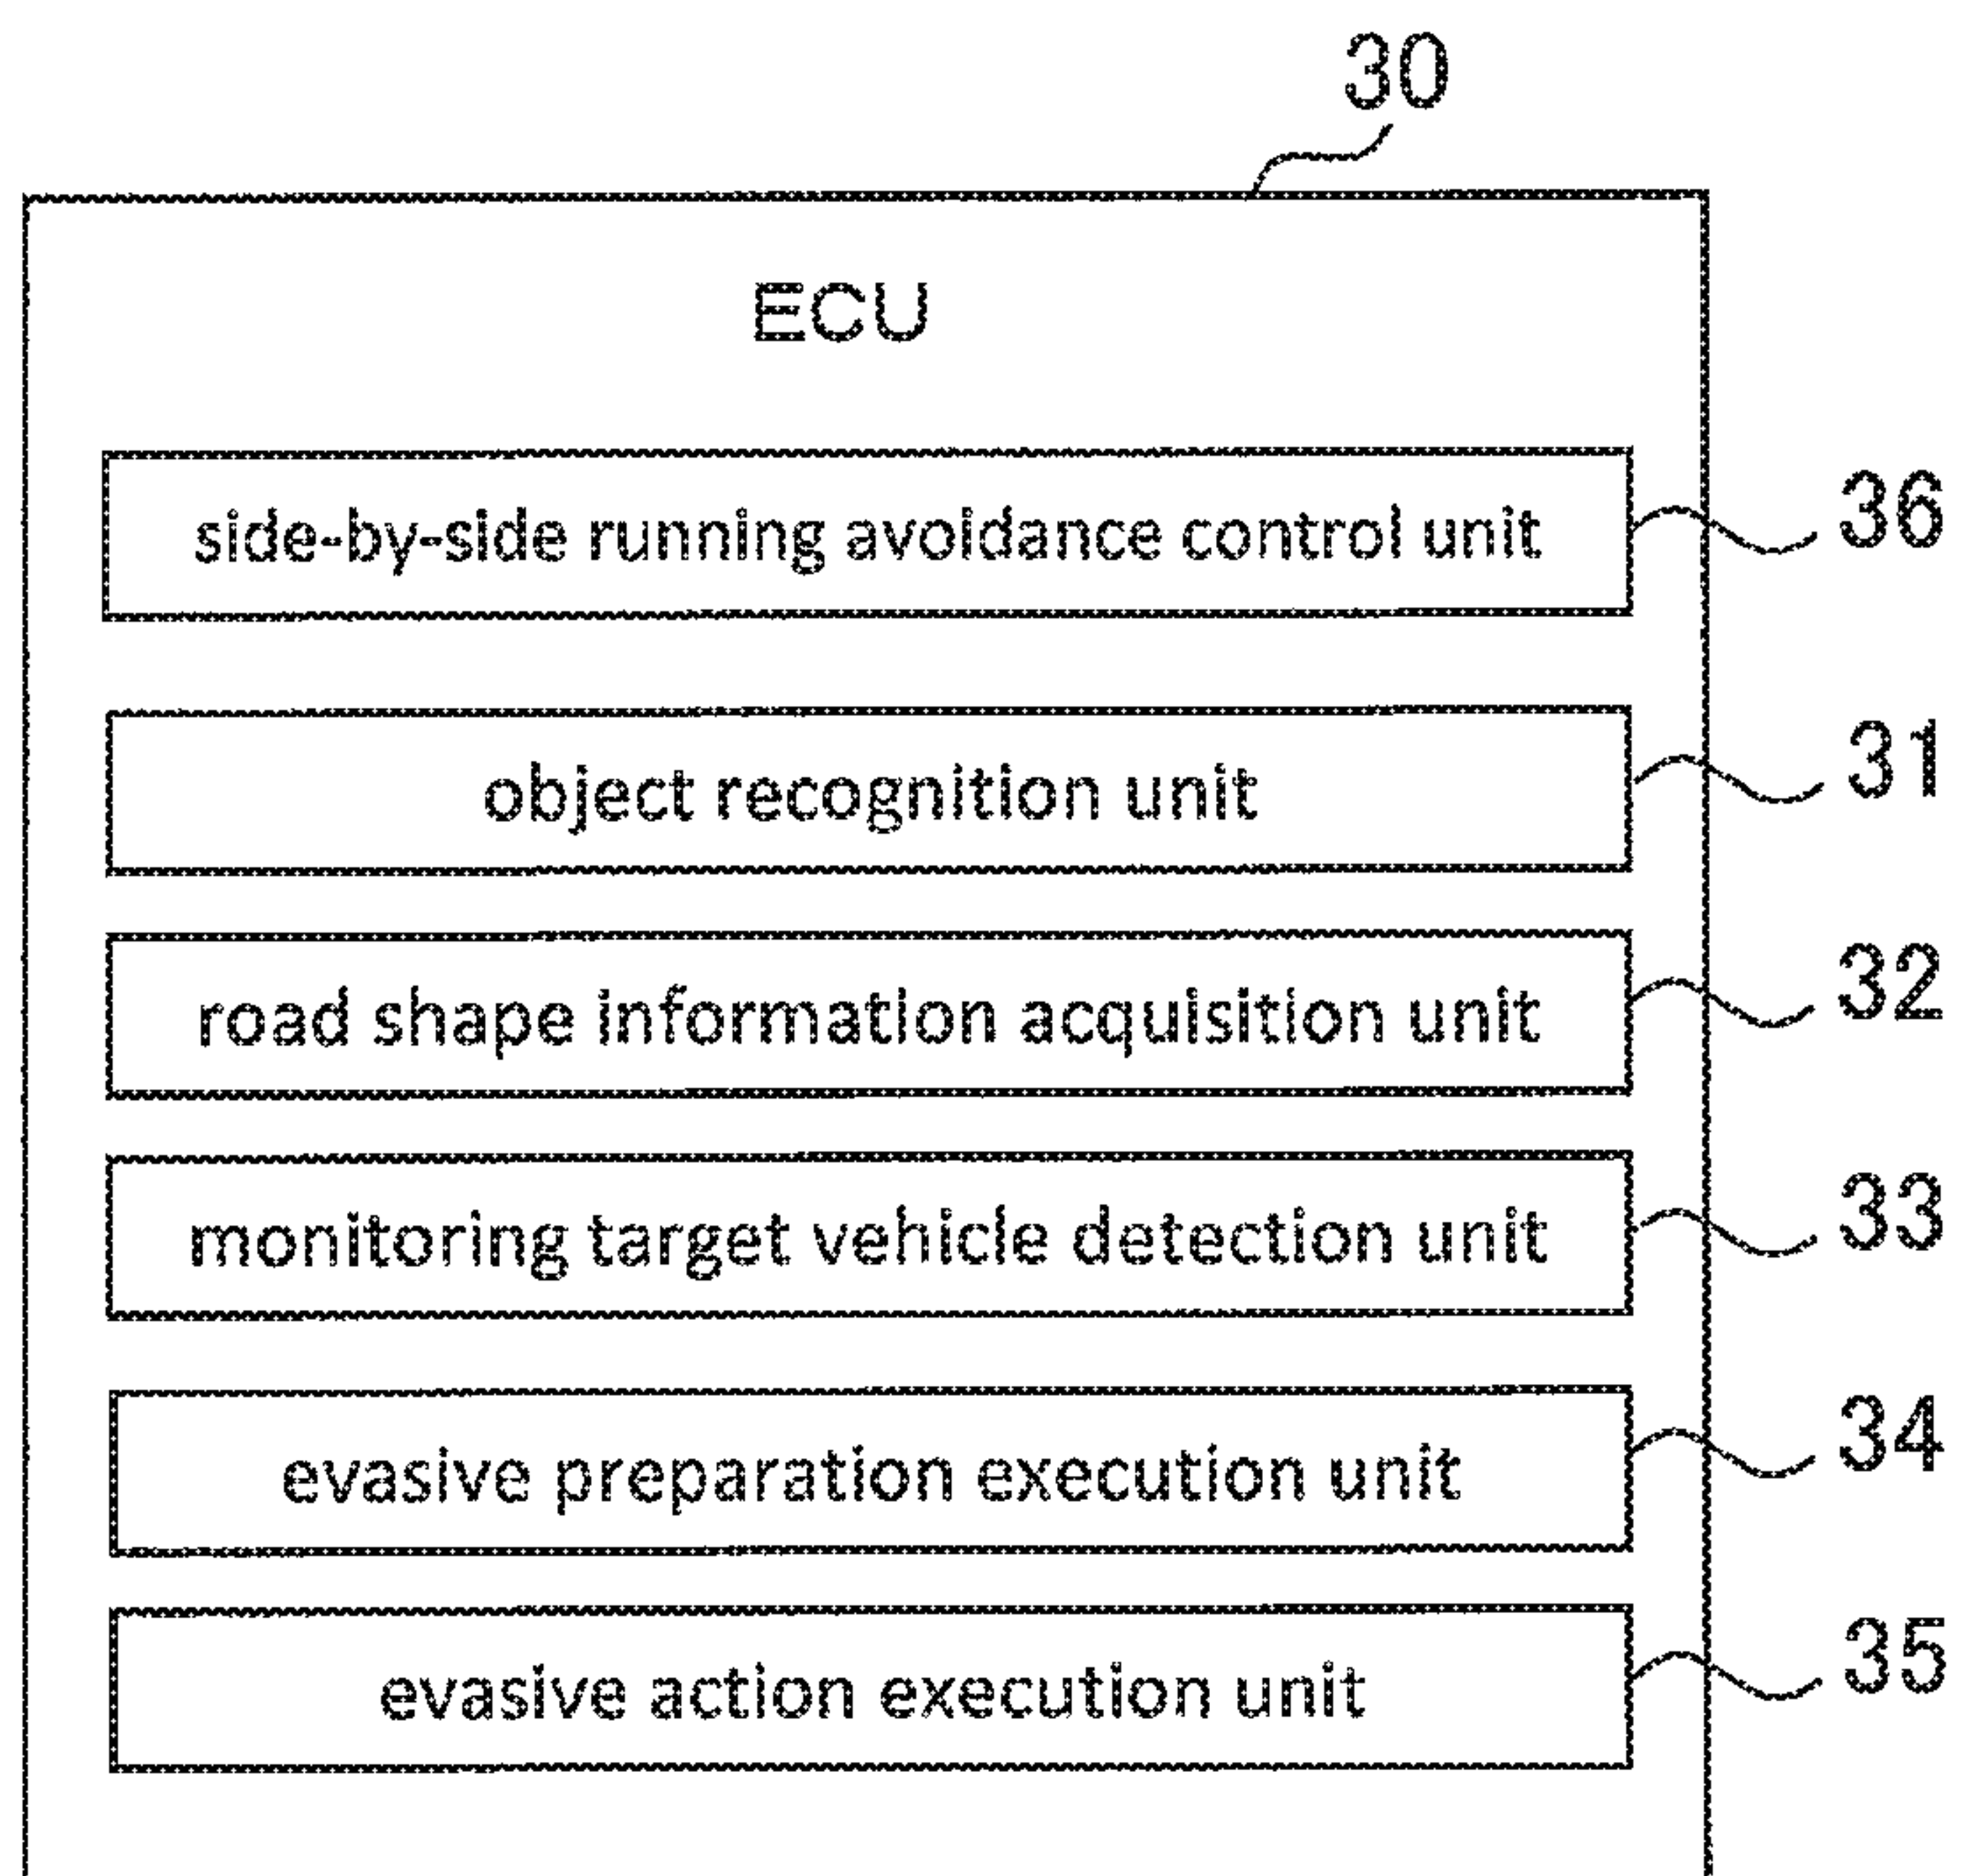 30
ECU
side-by-side running avoidance control unit 36
object recognition unit 31
road shape information acquisition unit 32
monitoring target vehicle detection unit 33
evasive preparation execution unit 34
evasive action execution unit 35